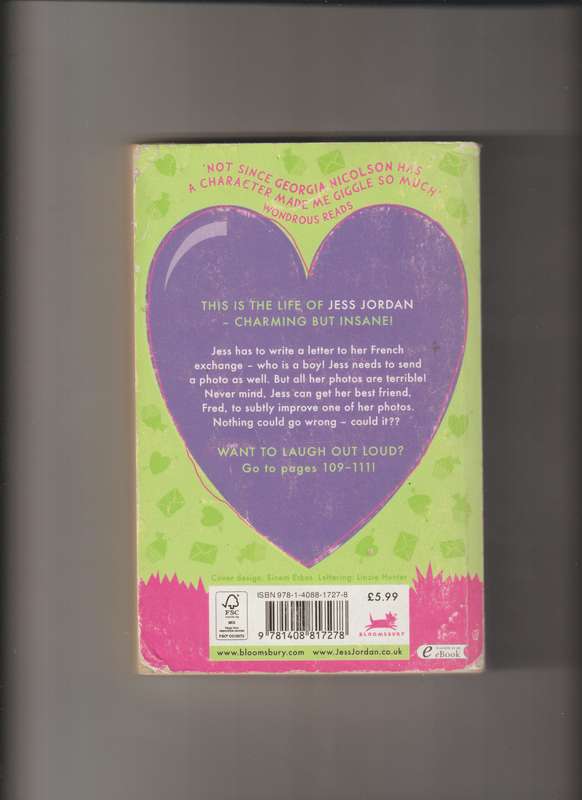 'NOT SINCE GEORGIA NICOLSON HAS
A CHARACTER MADE ME GIGGLE SO MUCH'
WONDROUS READS
THIS IS THE LIFE OF JESS JORDAN
– CHARMING BUT INSANE!
Jess has to write a letter to her French
exchange – who is a boy! Jess needs to send
a photo as well. But all her photos are terrible!
Never mind, Jess can get her best friend,
Fred, to subtly improve one of her photos.
Nothing could go wrong – could it??
WANT TO LAUGH OUT LOUD?
Go to pages 109–111!
Cover design: Sinem Erkas Lettering: Linzie Hunter
ISBN 978-1-4088-1727-8
£5.99
FSC
MIX
9 781408 817278
BLOOMSBURY
www.bloomsbury.com www.JessJordan.co.uk
e
eBook